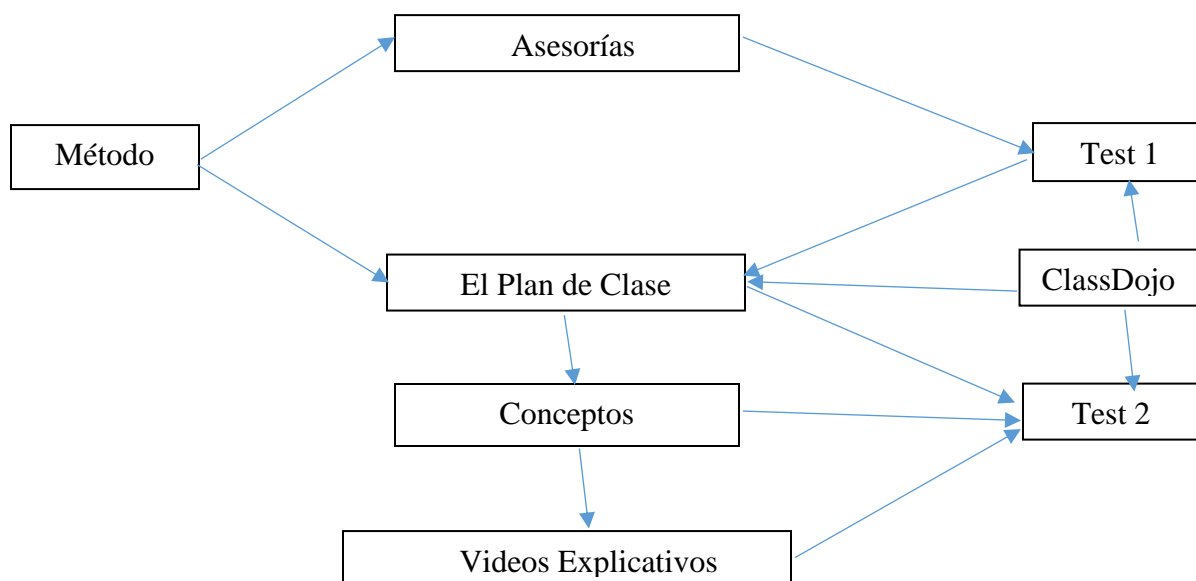 Asesorías
Método
Test 1
El Plan de Clase
ClassDojo
Conceptos
Test 2
Videos Explicativos